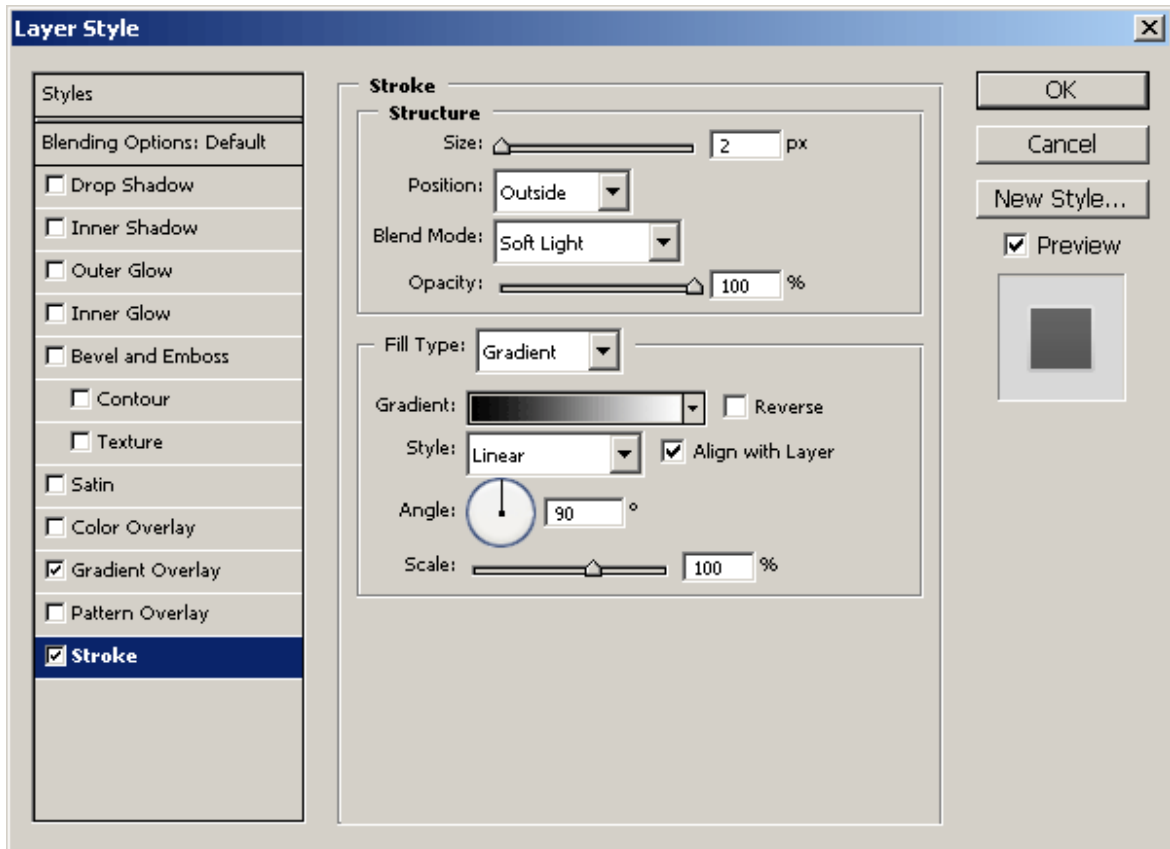 Layer Style
Styles
Blending Options: Default
Drop Shadow
Inner Shadow
Outer Glow
Inner Glow
Bevel and Emboss
Contour
Texture
Satin
Color Overlay
Gradient Overlay
Pattern Overlay
Stroke
Stroke
Structure
Size: 2 px
Position: Outside
Blend Mode: Soft Light
Opacity: 100 %
Fill Type: Gradient
Gradient: Reverse
Style: Linear Align with Layer
Angle: 90 °
Scale: 100 %
OK
Cancel
New Style...
Preview